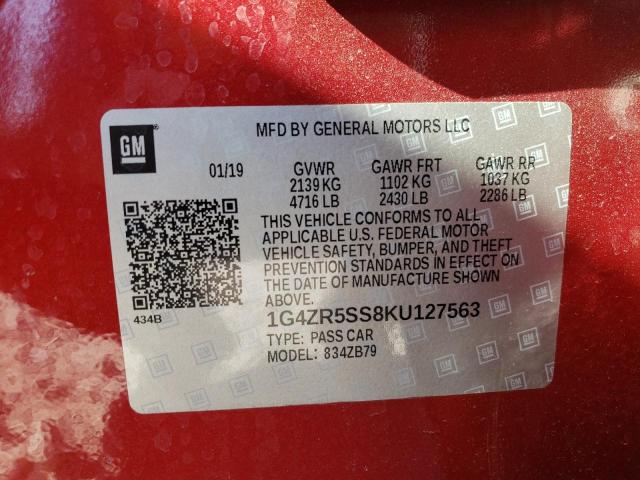 GM
MFD BY GENERAL MOTORS LLC
01/19 GVWR GAWR FRT GAWR RR
2139 KG 1102 KG 1037 KG
4716 LB 2430 LB 2286 LB
THIS VEHICLE CONFORMS TO ALL
APPLICABLE U.S. FEDERAL MOTOR
VEHICLE SAFETY, BUMPER, AND THEFT
PREVENTION STANDARDS IN EFFECT
ON THE DATE OF MANUFACTURE SHOWN
ABOVE.
434B
1G4ZR5SS8KU127563
TYPE: PASS CAR
MODEL: 834ZB79